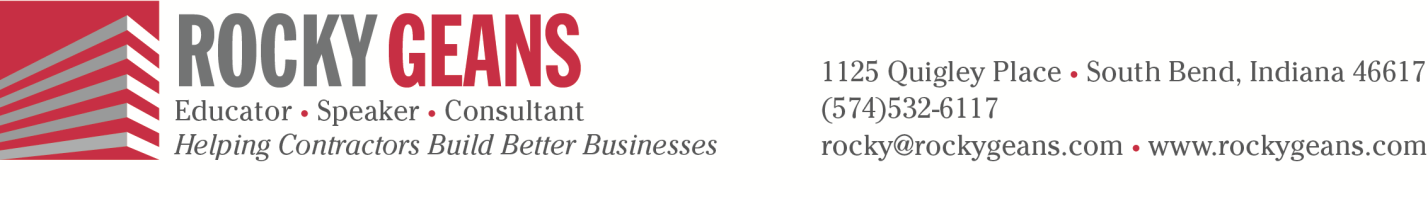 ROCKY GEANS
Educator • Speaker • Consultant
Helping Contractors Build Better Businesses
1125 Quigley Place • South Bend, Indiana 46617
(574)532-6117
rocky@rockygeans.com • www.rockygeans.com